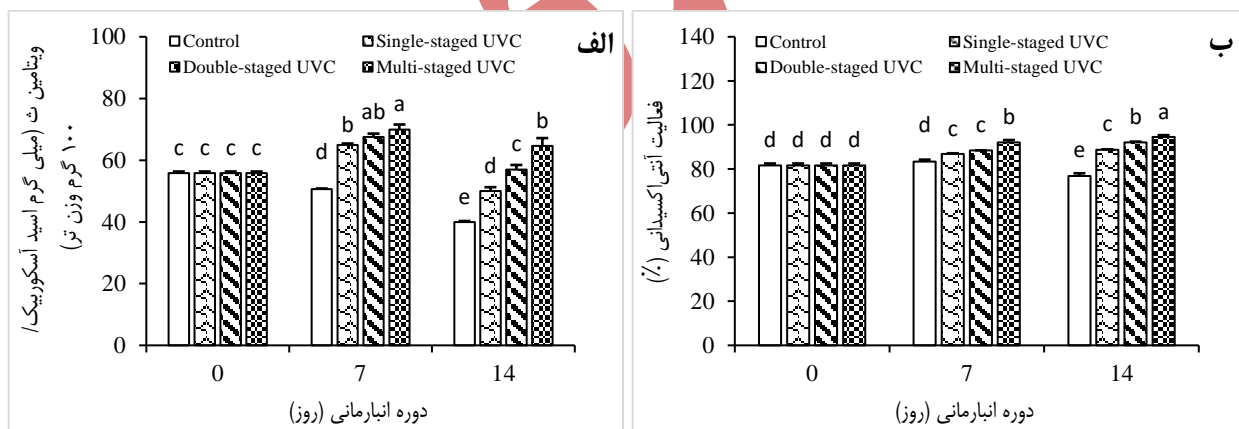 الف
□Control Single-staged UVC
Double-staged UVC Multi-staged UVC
ویتامین ث (میلی گرم اسید آسکوربیک/
۱۰۰ گرم وزن تر)
100
80
60
40
20
0
c c c c
d b ab a
e d c b
0 7 14
دوره انبارمانی (روز)
ب
Control Single-staged UVC
Double-staged UVC Multi-staged UVC
فعالیت آنتی‌اکسیدانی (٪)
140
120
100
80
60
40
20
0
d d d d
d c c b
e c b a
0 7 14
دوره انبارمانی (روز)